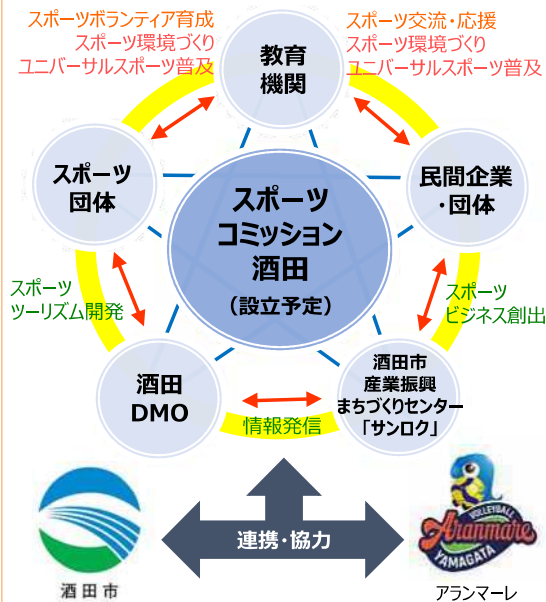 スポーツボランティア育成
スポーツ環境づくり
ユニバーサルスポーツ普及
スポーツ交流・応援
スポーツ環境づくり
ユニバーサルスポーツ普及
教育
機関
スポーツ
団体
民間企業
・団体
スポーツ
コミッション
酒田
（設立予定）
スポーツ
ツーリズム開発
スポーツ
ビジネス創出
酒田
DMO
酒田市
産業振興
まちづくりセンター
「サンロク」
情報発信
連携・協力
酒田市
VOLLEYBALL
Aranmare
YAMAGATA
アランマーレ